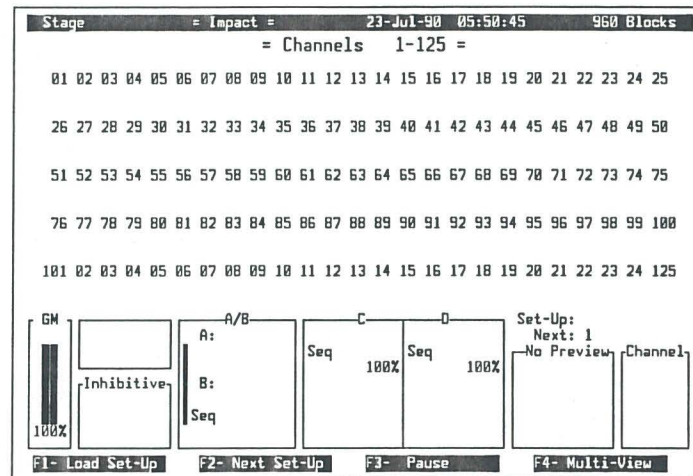 Stage = Impact = 23-Jul-90 05:50:45 960 Blocks
= Channels 1-125 =
01 02 03 04 05 06 07 08 09 10 11 12 13 14 15 16 17 18 19 20 21 22 23 24 25
26 27 28 29 30 31 32 33 34 35 36 37 38 39 40 41 42 43 44 45 46 47 48 49 50
51 52 53 54 55 56 57 58 59 60 61 62 63 64 65 66 67 68 69 70 71 72 73 74 75
76 77 78 79 80 81 82 83 84 85 86 87 88 89 90 91 92 93 94 95 96 97 98 99 100
101 02 03 04 05 06 07 08 09 10 11 12 13 14 15 16 17 18 19 20 21 22 23 24 125
GM A/B C D Set-Up:
A: Next: 1
Seq Seq No Preview Channel
100% 100%
Inhibitive B:
Seq
100%
F1- Load Set-Up F2- Next Set-Up F3- Pause F4- Multi-View